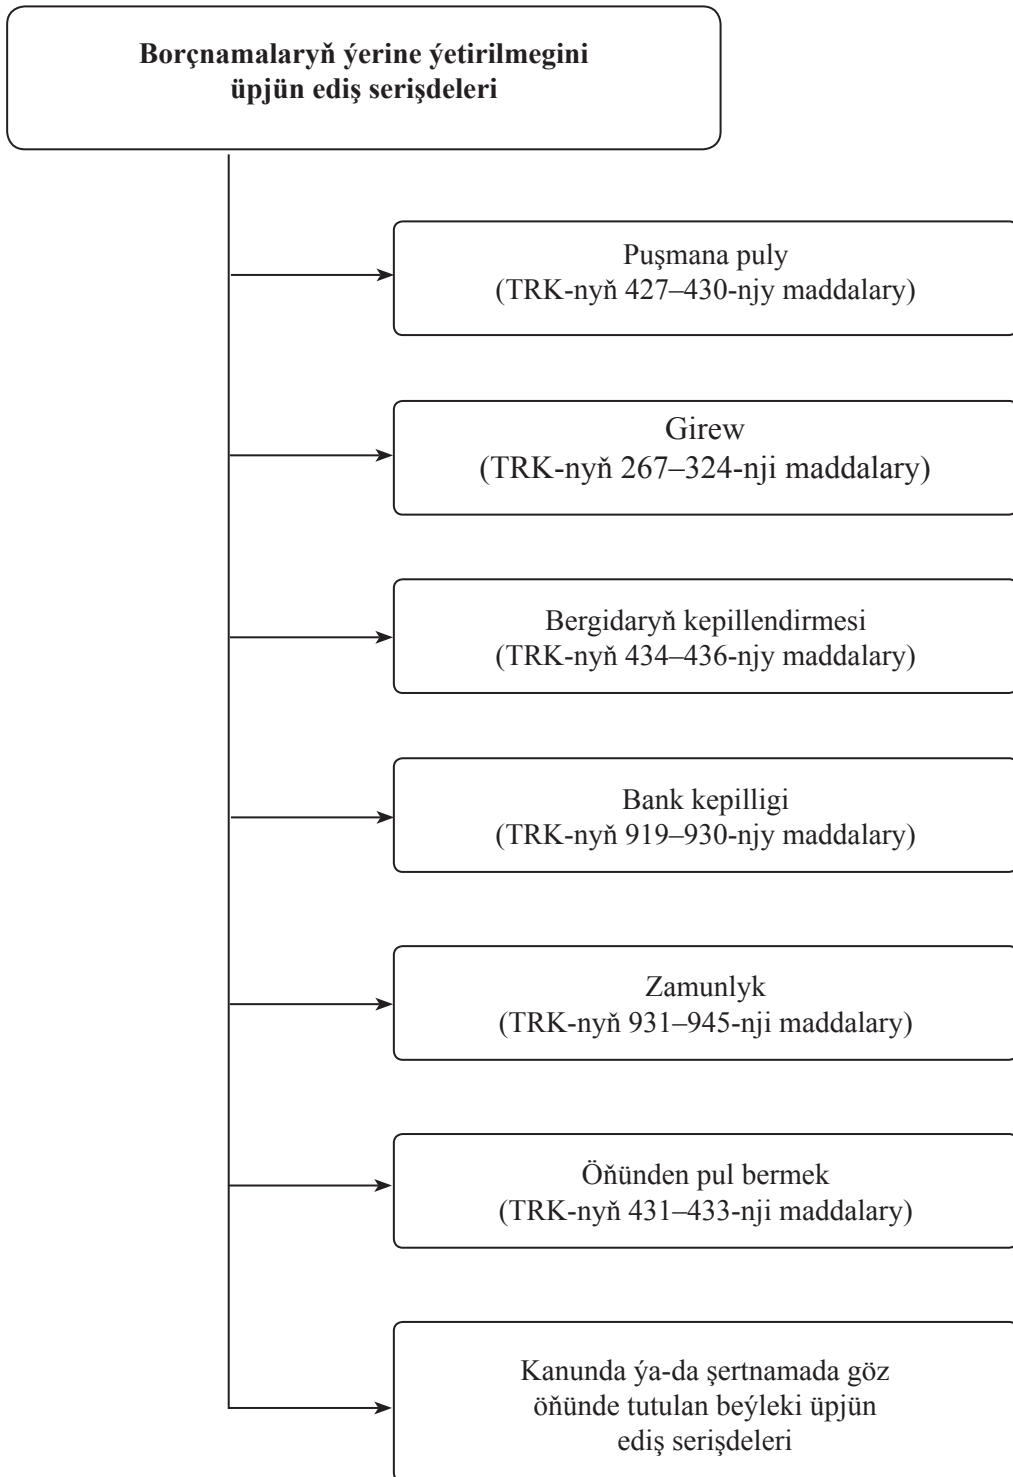 Borçnamalaryň ýerine ýetirilmegini
üpjün ediş serişdeleri
Puşmana puly
(TRK-nyň 427–430-njy maddalary)
Girew
(TRK-nyň 267–324-nji maddalary)
Bergidaryň kepillendirmesi
(TRK-nyň 434–436-njy maddalary)
Bank kepilligi
(TRK-nyň 919–930-njy maddalary)
Zamunlyk
(TRK-nyň 931–945-nji maddalary)
Öňünden pul bermek
(TRK-nyň 431–433-nji maddalary)
Kanunda ýa-da şertnamada göz
öňünde tutulan beýleki üpjün
ediş serişdeleri